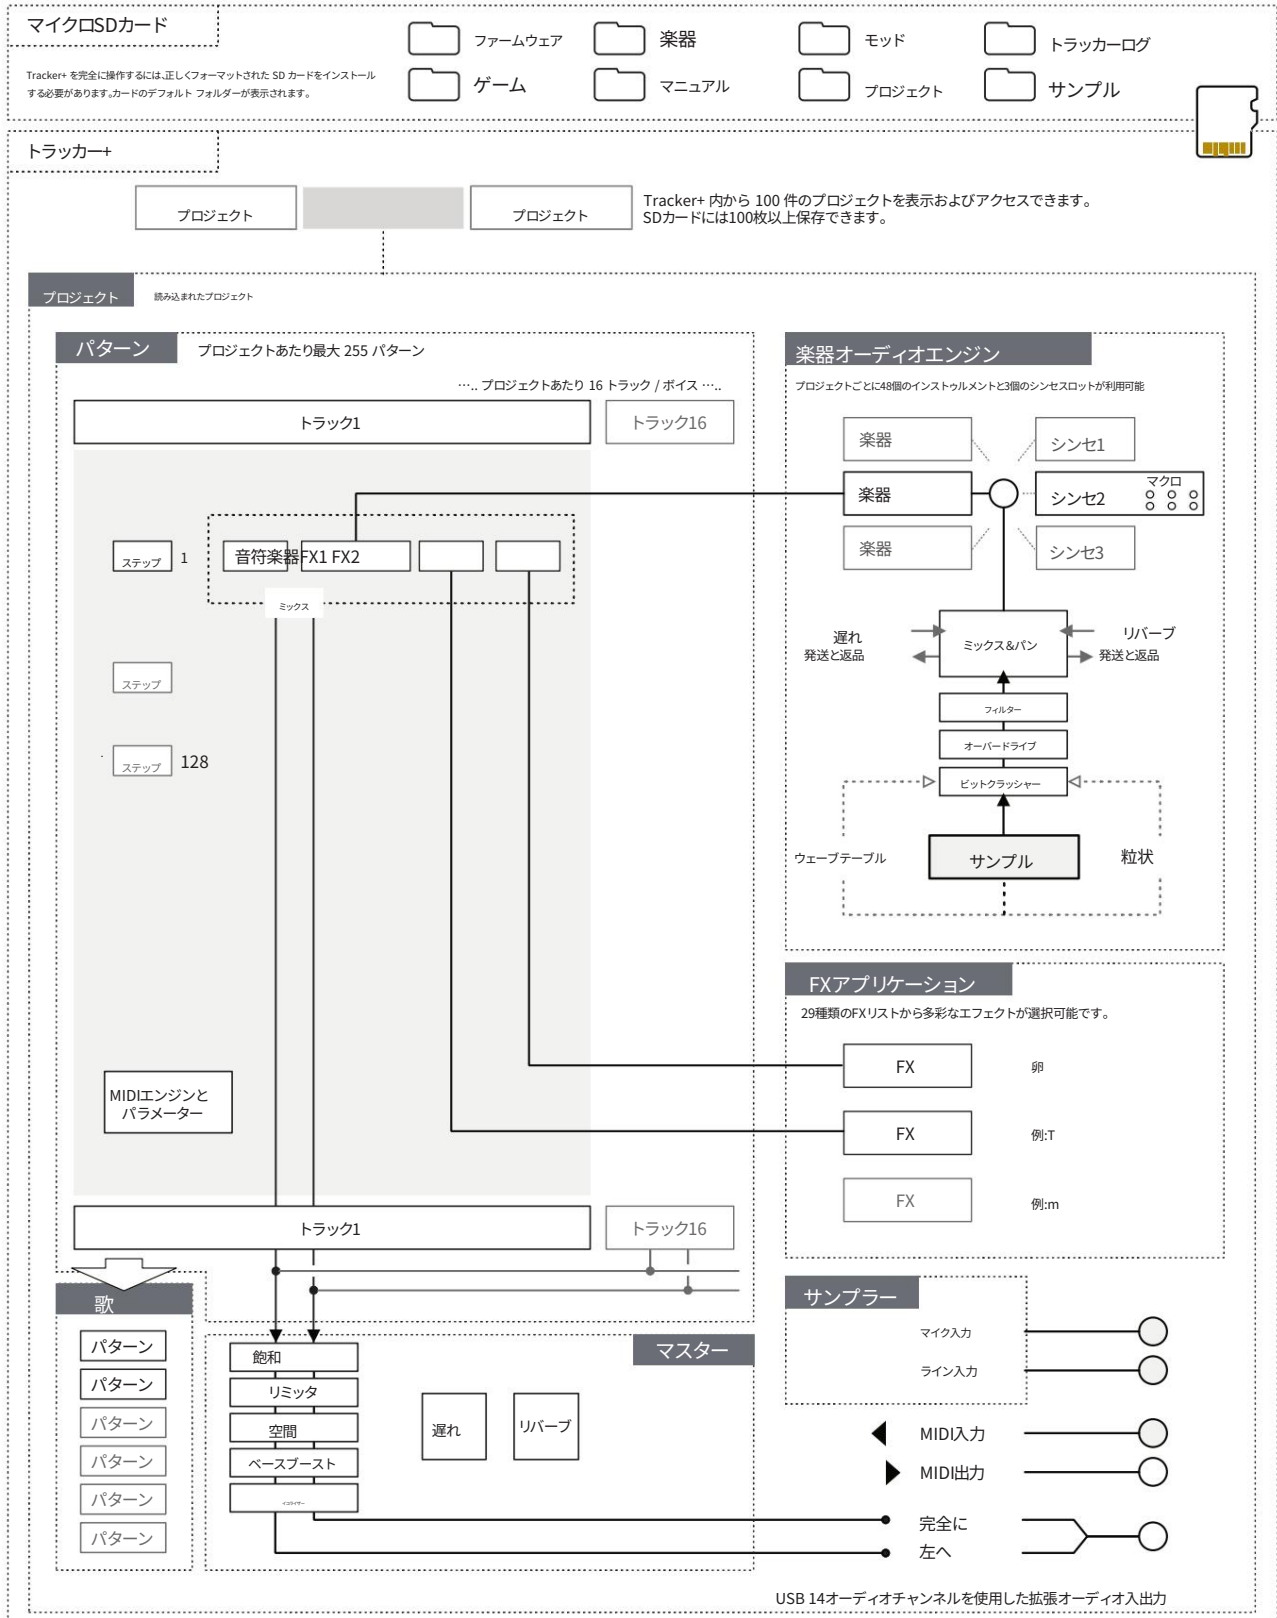 マイクロSDカード
Tracker+ を完全に操作するには、正しくフォーマットされた SD カードをインストール
する必要があります。カードのデフォルト フォルダーが表示されます。
ファームウェア
楽器
モッド
トラッカーログ
ゲーム
マニュアル
プロジェクト
サンプル
トラッカー+
プロジェクト
プロジェクト
Tracker+ 内から 100 件のプロジェクトを表示およびアクセスできます。
SDカードには100枚以上保存できます。
プロジェクト
読み込まれたプロジェクト
パターン
プロジェクトあたり最大 255 パターン
….. プロジェクトあたり 16 トラック / ボイス …..
トラック1
トラック16
ステップ
1
音符楽器FX1 FX2
ミックス
ステップ
ステップ
128
MIDIエンジンと
パラメーター
トラック1
トラック16
楽器オーディオエンジン
プロジェクトごとに48個のインストゥルメントと3個のシンセスロットが利用可能
楽器
シンセ1
楽器
シンセ2
マクロ
楽器
シンセ3
遅れ
発送と返品
ミックス&パン
リバーブ
発送と返品
フィルター
オーバードライブ
ビットクラッシャー
ウェーブテーブル
サンプル
粒状
FXアプリケーション
29種類のFXリストから多彩なエフェクトが選択可能です。
FX
卵
FX
例:T
FX
例:m
歌
パターン
パターン
パターン
パターン
パターン
パターン
マスター
飽和
リミッタ
空間
ベースブースト
イコライザー
遅れ
リバーブ
サンプラー
マイク入力
ライン入力
MIDI入力
MIDI出力
完全に
左へ
USB 14オーディオチャンネルを使用した拡張オーディオ入出力